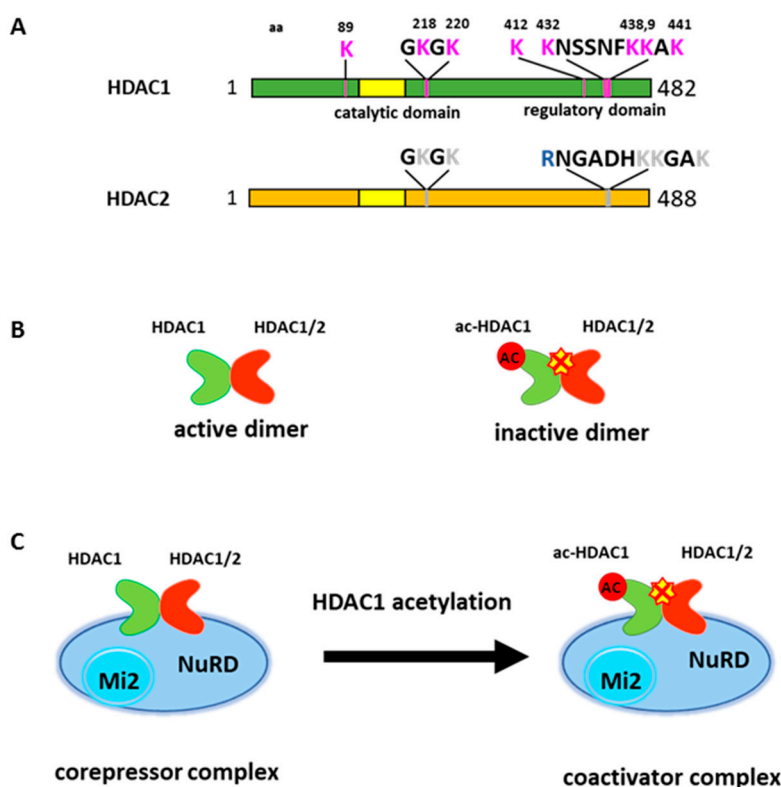 A
aa 89 218 220 412 432 438,9 441
K GKGK K KNSSNFKKAK
HDAC1 1 482
catalytic domain regulatory domain
GKGK RNGADHKKGAK
HDAC2 1 488
B
HDAC1 HDAC1/2 ac-HDAC1 HDAC1/2
AC
active dimer inactive dimer
C
HDAC1 HDAC1/2 ac-HDAC1 HDAC1/2
HDAC1 acetylation AC
Mi2 NuRD Mi2 NuRD
corepressor complex coactivator complex